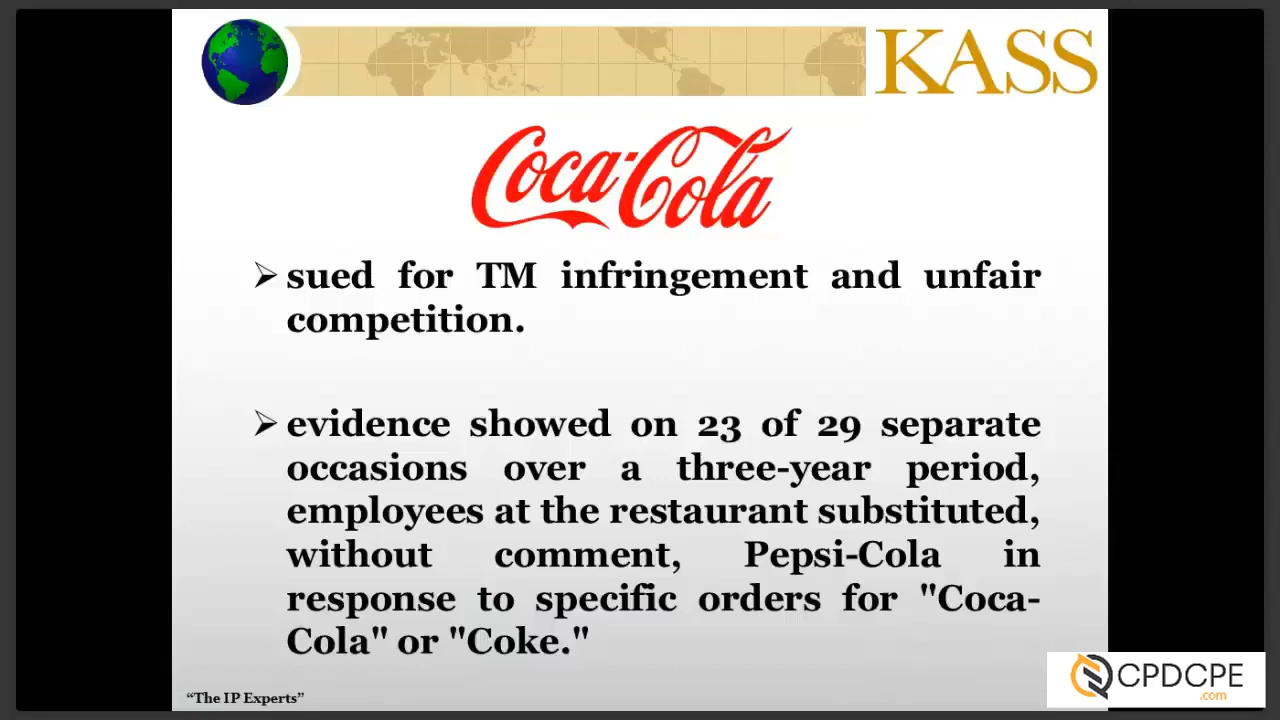 KASS
Coca-Cola
➢ sued for TM infringement and unfair
competition.
➢ evidence showed on 23 of 29 separate
occasions over a three-year period,
employees at the restaurant substituted,
without comment, Pepsi-Cola in
response to specific orders for "Coca-
Cola" or "Coke."
“The IP Experts”
CPDCPE
.com